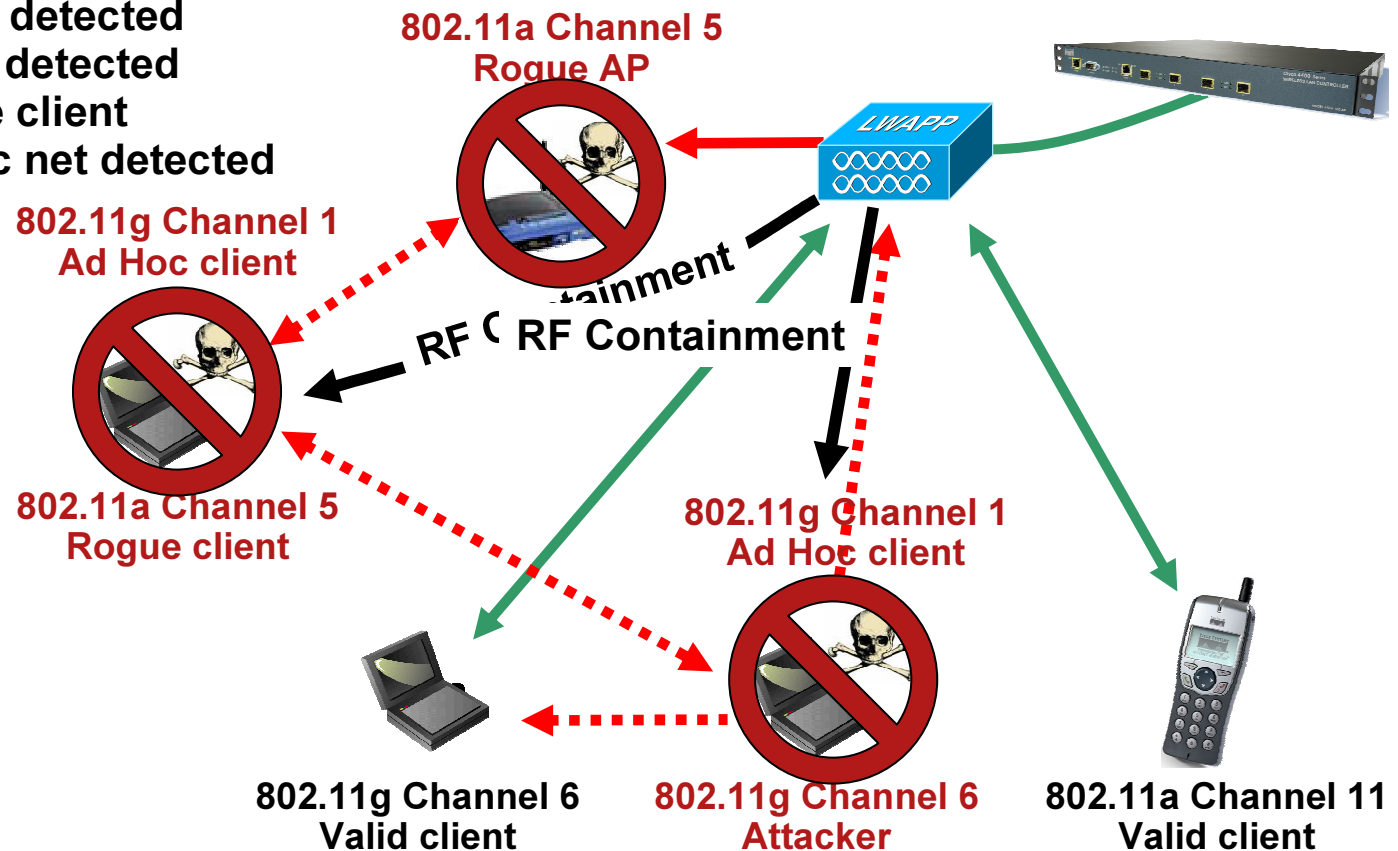 detected
detected
client
net detected
802.11a Channel 5
Rogue AP
LWAPP
802.11g Channel 1
Ad Hoc client
RF Containment
RF
802.11a Channel 5
Rogue client
802.11g Channel 1
Ad Hoc client
802.11g Channel 6
Valid client
802.11g Channel 6
Attacker
802.11a Channel 11
Valid client